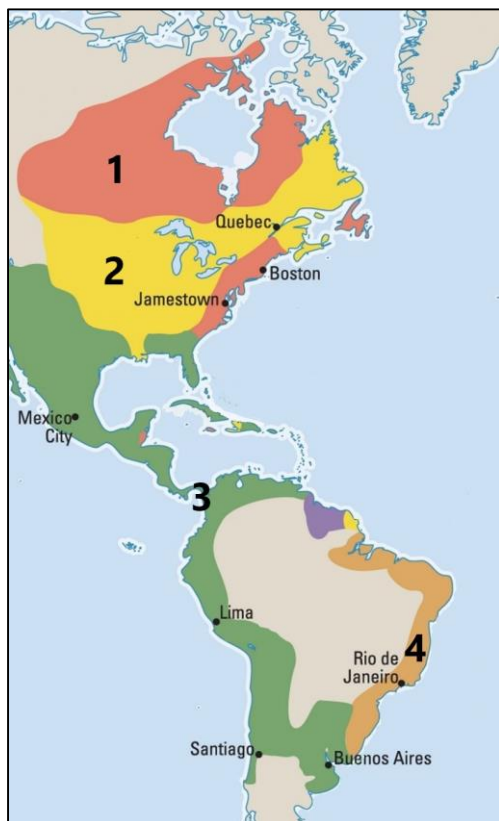 1
Quebec
2
Boston
Jamestown
Mexico
City
3
Lima
4
Rio de
Janeiro
Santiago
Buenos Aires